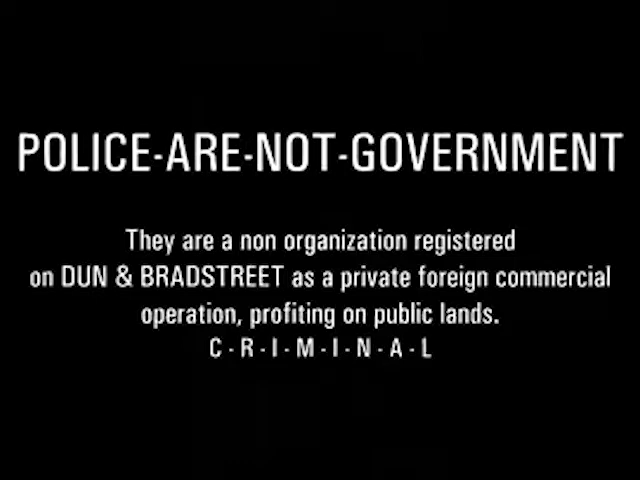 POLICE-ARE-NOT-GOVERNMENT
They are a non organization registered
on DUN & BRADSTREET as a private foreign commercial
operation, profiting on public lands.
C-R-I-M-I-N-A-L